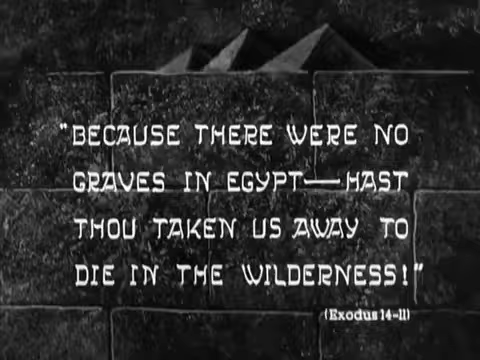 "BECAUSE THERE WERE NO
GRAVES IN EGYPT—HAST
THOU TAKEN US AWAY TO
DIE IN THE WILDERNESS!"
(Exodus 14-11)